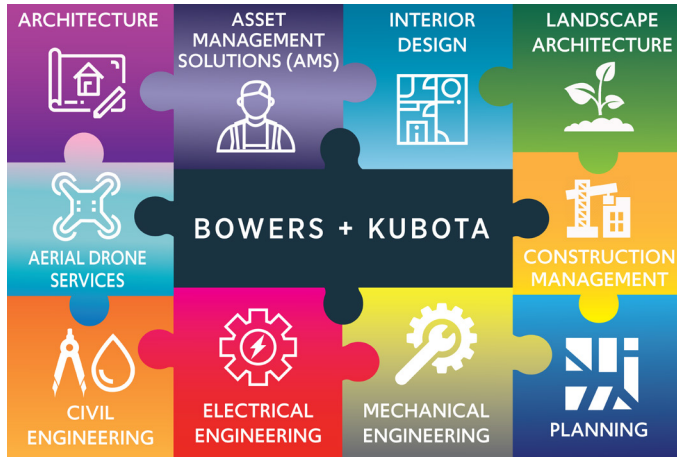 ARCHITECTURE
ASSET
MANAGEMENT
SOLUTIONS (AMS)
INTERIOR
DESIGN
LANDSCAPE
ARCHITECTURE
AERIAL DRONE
SERVICES
BOWERS + KUBOTA
CONSTRUCTION
MANAGEMENT
CIVIL
ENGINEERING
ELECTRICAL
ENGINEERING
MECHANICAL
ENGINEERING
PLANNING